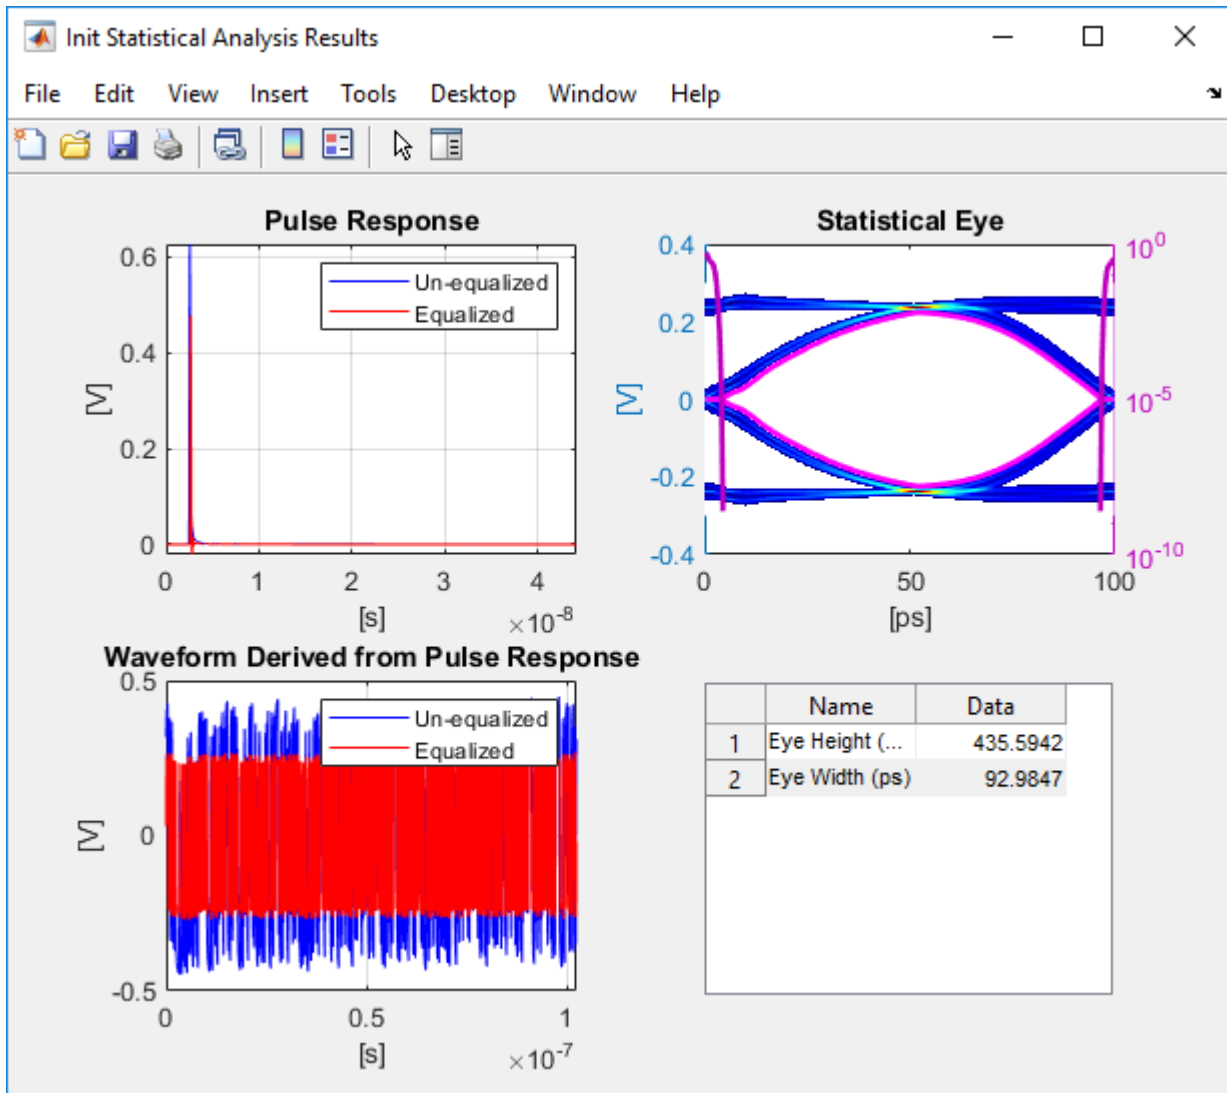 Init Statistical Analysis Results
File Edit View Insert Tools Desktop Window Help
Pulse Response
0.6
0.4
0.2
0
[V]
Un-equalized
Equalized
0 1 2 3 4
[s]
×10-8
Statistical Eye
0.4
0.2
0
-0.2
-0.4
[V]
100
10-5
10-10
0 50 100
[ps]
Waveform Derived from Pulse Response
0.5
0
-0.5
[V]
Un-equalized
Equalized
0 0.5 1
[s]
×10-7
Name Data
1 Eye Height (... 435.5942
2 Eye Width (ps) 92.9847